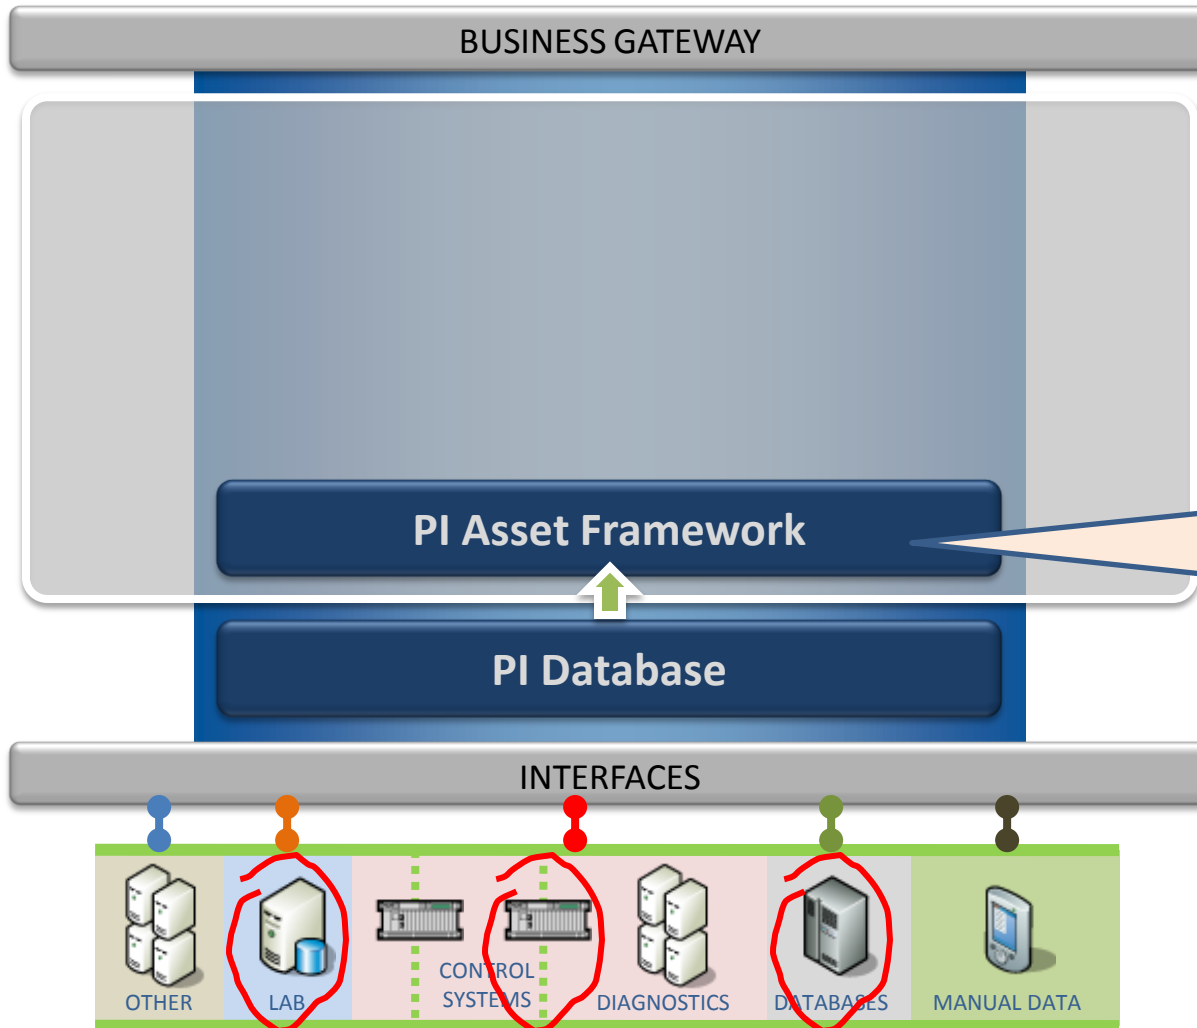 BUSINESS GATEWAY
PI Asset Framework
PI Database
INTERFACES
OTHER
LAB
CONTROL
SYSTEMS
DIAGNOSTICS
DATABASES
MANUAL DATA